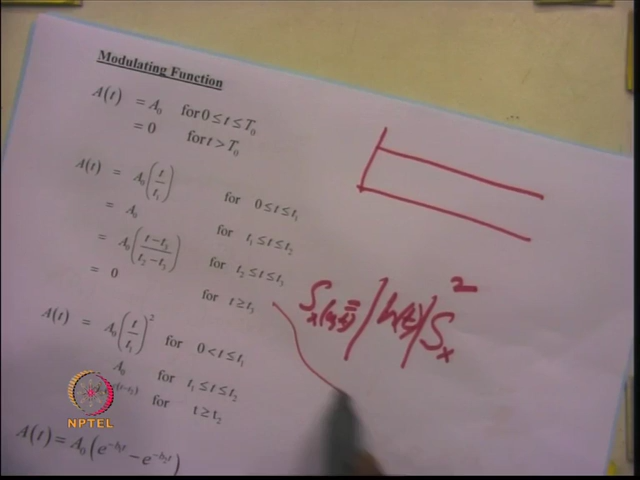 Modulating Function
A(t) = A₀ for 0 ≤ t ≤ T₀
= 0 for t > T₀
A(t) = A₀(t/t₁) for 0 ≤ t ≤ t₁
= A₀ for t₁ ≤ t ≤ t₂
= A₀((t−t₃)/(t₂−t₃)) for t₂ ≤ t ≤ t₃
= 0 for t ≥ t₃
A(t) = A₀(t/t₁)² for 0 < t ≤ t₁
A₀ for t₁ ≤ t ≤ t₂
for t ≥ t₂
A(t) = A₀(e^(−b₁t) − e^(−b₂t))
= |h(t)|² Sₓ
NPTEL